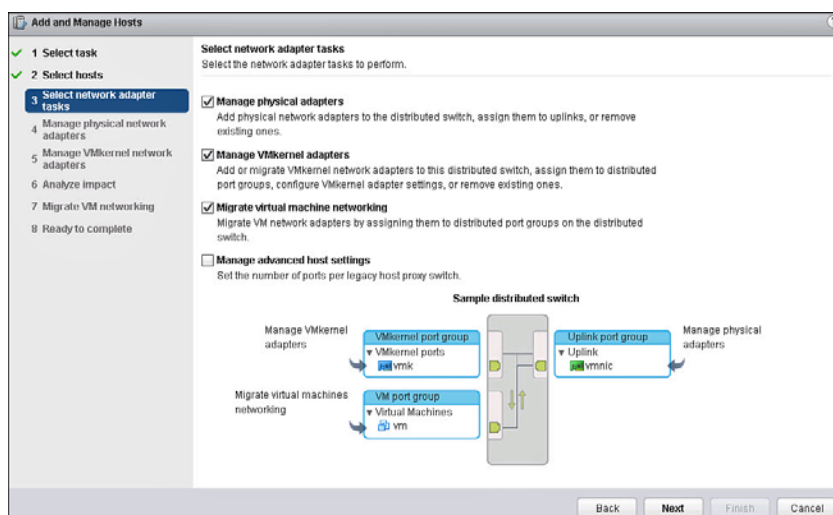 Add and Manage Hosts
1 Select task
2 Select hosts
3 Select network adapter
tasks
4 Manage physical network
adapters
5 Manage VMkernel network
adapters
6 Analyze impact
7 Migrate VM networking
8 Ready to complete
Select network adapter tasks
Select the network adapter tasks to perform.
Manage physical adapters
Add physical network adapters to the distributed switch, assign them to uplinks, or remove
existing ones.
Manage VMkernel adapters
Add or migrate VMkernel network adapters to this distributed switch, assign them to distributed
port groups, configure VMkernel adapter settings, or remove existing ones.
Migrate virtual machine networking
Migrate VM network adapters by assigning them to distributed port groups on the distributed
switch.
Manage advanced host settings
Set the number of ports per legacy host proxy switch.
Sample distributed switch
Manage VMkernel
adapters
VMkernel port group
VMkernel ports
vmk
Uplink port group
Uplink
vmnic
Manage physical
adapters
Migrate virtual machines
networking
VM port group
Virtual Machines
vm
Back
Next
Finish
Cancel